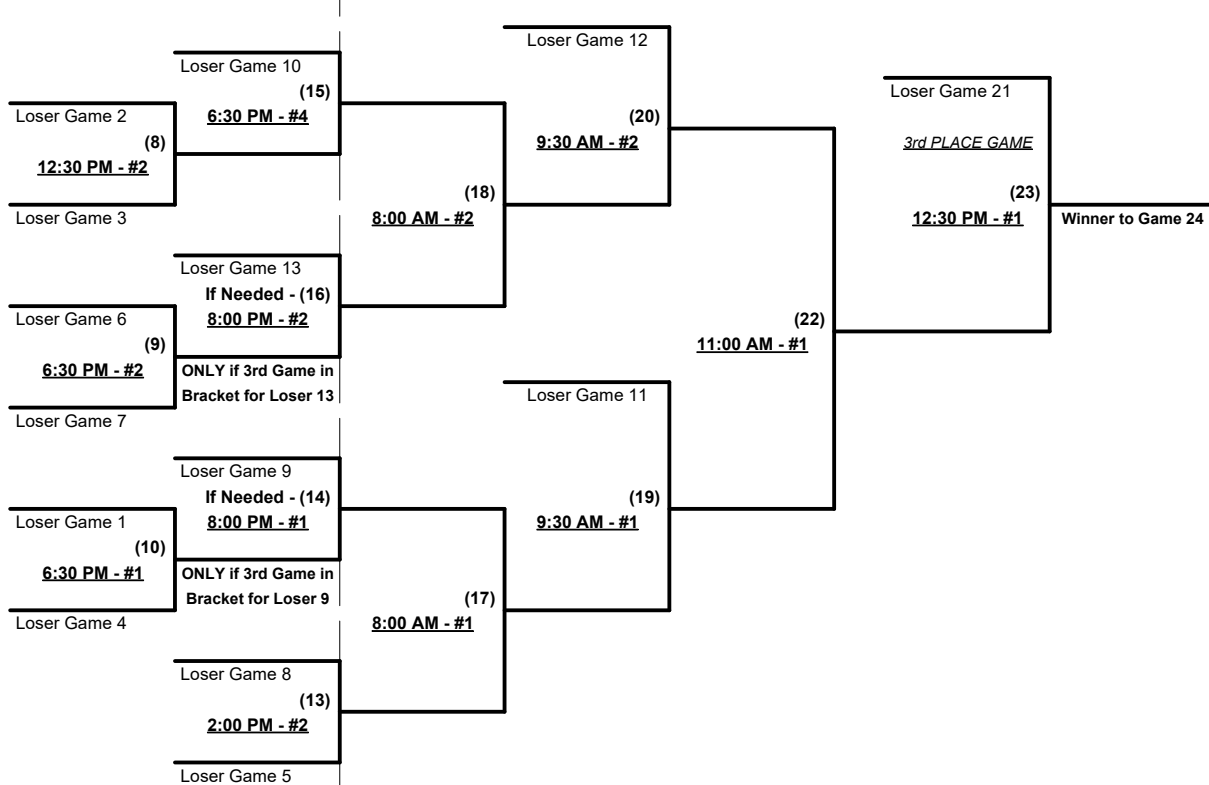 Loser Game 12
Loser Game 10
(15)
6:30 PM - #4
Loser Game 21
Loser Game 2
(8)
12:30 PM - #2
(20)
9:30 AM - #2
3rd PLACE GAME
Loser Game 3
(18)
8:00 AM - #2
(23)
12:30 PM - #1
Winner to Game 24
Loser Game 13
If Needed - (16)
8:00 PM - #2
Loser Game 6
(9)
6:30 PM - #2
ONLY if 3rd Game in
Bracket for Loser 13
(22)
11:00 AM - #1
Loser Game 7
Loser Game 11
Loser Game 9
If Needed - (14)
8:00 PM - #1
Loser Game 1
(10)
6:30 PM - #1
ONLY if 3rd Game in
Bracket for Loser 9
(19)
9:30 AM - #1
Loser Game 4
(17)
8:00 AM - #1
Loser Game 8
(13)
2:00 PM - #2
Loser Game 5